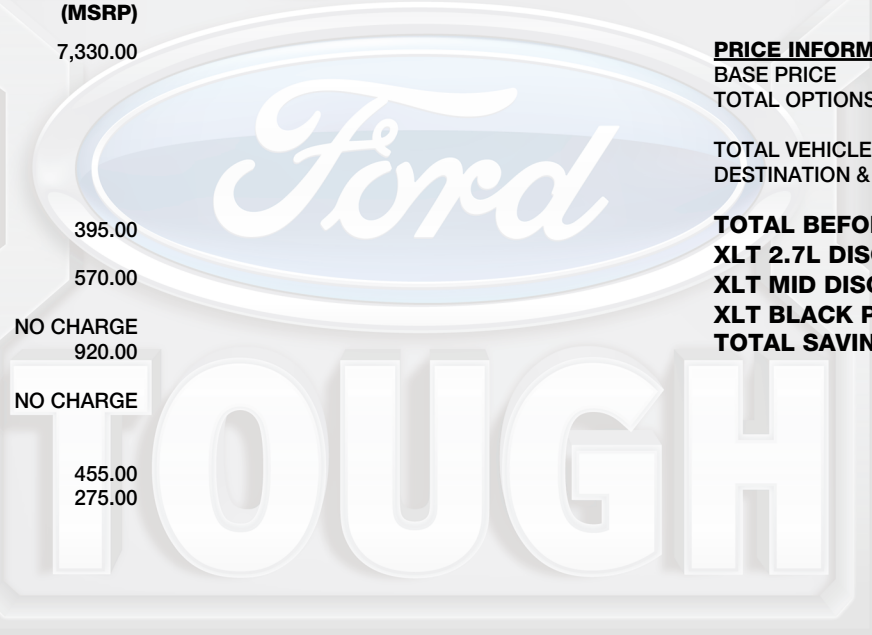 (MSRP)
7,330.00
395.00
570.00
NO CHARGE
920.00
NO CHARGE
455.00
275.00
PRICE INFORM
BASE PRICE
TOTAL OPTIONS
TOTAL VEHICLE
DESTINATION &
TOTAL BEFO
XLT 2.7L DIS
XLT MID DISC
XLT BLACK P
TOTAL SAVIN
Ford
TOUGH